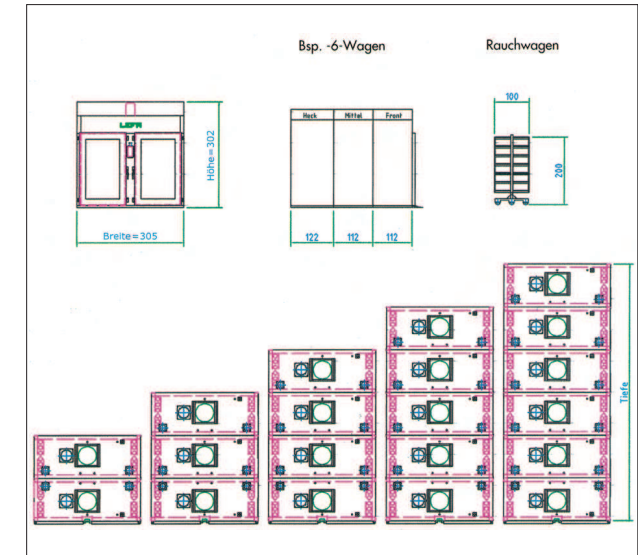 Bsp. -6-Wagen
Rauchwagen
LEFA
Höhe=302
Breite=305
Heck Mittel Front
122 112 112
100
200
Tiefe